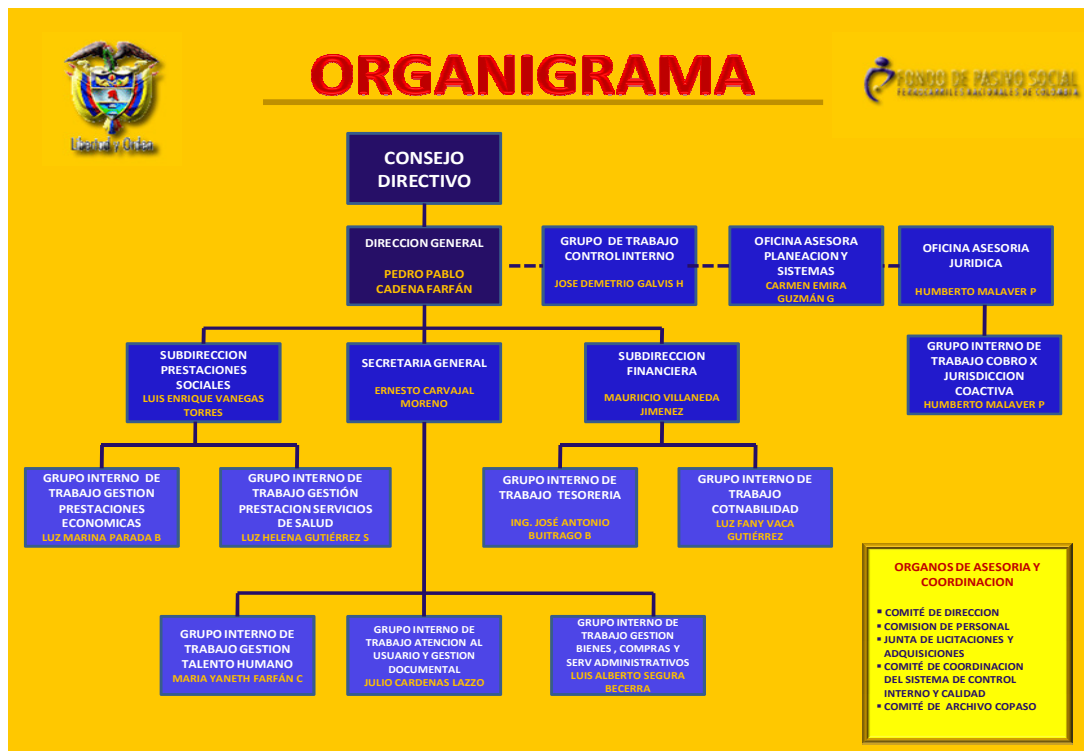 ORGANIGRAMA
Libertad y Orden
FONDO DE PASIVO SOCIAL
FERROCARRILES NACIONALES DE COLOMBIA
CONSEJO
DIRECTIVO
DIRECCION GENERAL
PEDRO PABLO
CADENA FARFÁN
GRUPO DE TRABAJO
CONTROL INTERNO
JOSE DEMETRIO GALVIS H
OFICINA ASESORA
PLANEACION Y
SISTEMAS
CARMEN EMIRA
GUZMÁN G
OFICINA ASESORIA
JURIDICA
HUMBERTO MALAVER P
GRUPO INTERNO DE
TRABAJO COBRO X
JURISDICCION
COACTIVA
HUMBERTO MALAVER P
SUBDIRECCION
PRESTACIONES
SOCIALES
LUIS ENRIQUE VANEGAS
TORRES
SECRETARIA GENERAL
ERNESTO CARVAJAL
MORENO
SUBDIRECCION
FINANCIERA
MAURIICIO VILLANEDA
JIMENEZ
GRUPO INTERNO DE
TRABAJO GESTION
PRESTACIONES
ECONOMICAS
LUZ MARINA PARADA B
GRUPO INTERNO DE
TRABAJO GESTIÓN
PRESTACION SERVICIOS
DE SALUD
LUZ HELENA GUTIÉRREZ S
GRUPO INTERNO DE
TRABAJO TESORERIA
ING. JOSÉ ANTONIO
BUITRAGO B
GRUPO INTERNO DE
TRABAJO
COTNABILIDAD
LUZ FANY VACA
GUTIÉRREZ
GRUPO INTERNO DE
TRABAJO GESTION
TALENTO HUMANO
MARIA YANETH FARFÁN C
GRUPO INTERNO DE
TRABAJO ATENCION AL
USUARIO Y GESTION
DOCUMENTAL
JULIO CARDENAS LAZZO
GRUPO INTERNO DE
TRABAJO GESTION
BIENES , COMPRAS Y
SERV ADMINISTRATIVOS
LUIS ALBERTO SEGURA
BECERRA
ORGANOS DE ASESORIA Y
COORDINACION
▪ COMITÉ DE DIRECCION
▪ COMISION DE PERSONAL
▪ JUNTA DE LICITACIONES Y
ADQUISICIONES
▪ COMITÉ DE COORDINACION
DEL SISTEMA DE CONTROL
INTERNO Y CALIDAD
▪ COMITÉ DE ARCHIVO COPASO